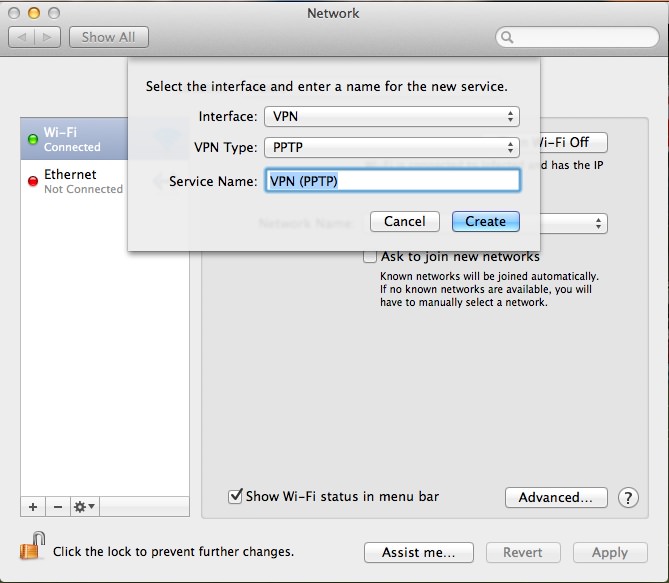 Network
Show All
Select the interface and enter a name for the new service.
Interface: VPN
VPN Type: PPTP
Service Name: VPN (PPTP)
Cancel Create
Wi-Fi
Connected
Ethernet
Not Connected
i-Fi Off
and has the IP
Network Name:
Ask to join new networks
Known networks will be joined automatically.
If no known networks are available, you will
have to manually select a network.
Show Wi-Fi status in menu bar
Advanced... ?
+ −
Click the lock to prevent further changes.
Assist me... Revert Apply